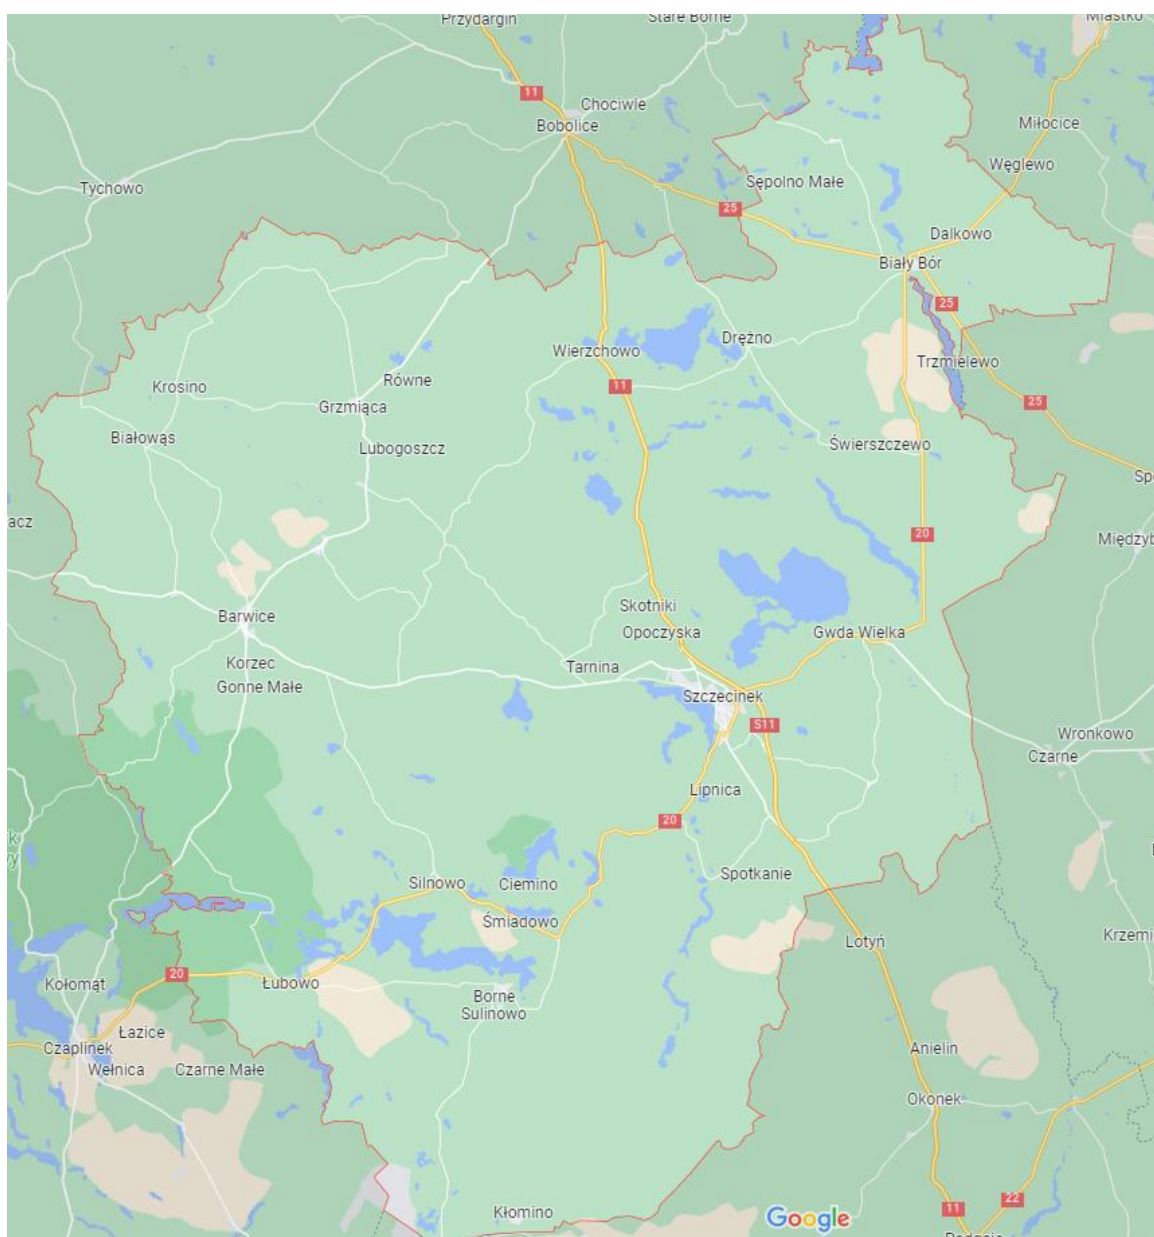 Przydargin
Stare Borne
Miastko
11
Chociwle
Bobolice
Miłocice
Węglewo
Tychowo
Sępolno Małe
25
Dalkowo
Biały Bór
25
Drężno
Wierzchowo
Trzmielewo
Krosino
Równe
11
Grzmiąca
25
Białowąs
Lubogoszcz
Świerszczewo
acz
20
Skotniki
Barwice
Opoczyska
Gwda Wielka
Korzec
Tarnina
Gonne Małe
Szczecinek
S11
Wronkowo
Czarne
Lipnica
20
Silnowo
Ciemino
Spotkanie
Śmiadowo
Krzemi
Lotyń
20
Łubowo
Kołomąt
Borne
Sulinowo
Łazice
Czaplinek
Anielin
Wełnica
Czarne Małe
Okonek
22
Kłomino
Google
11